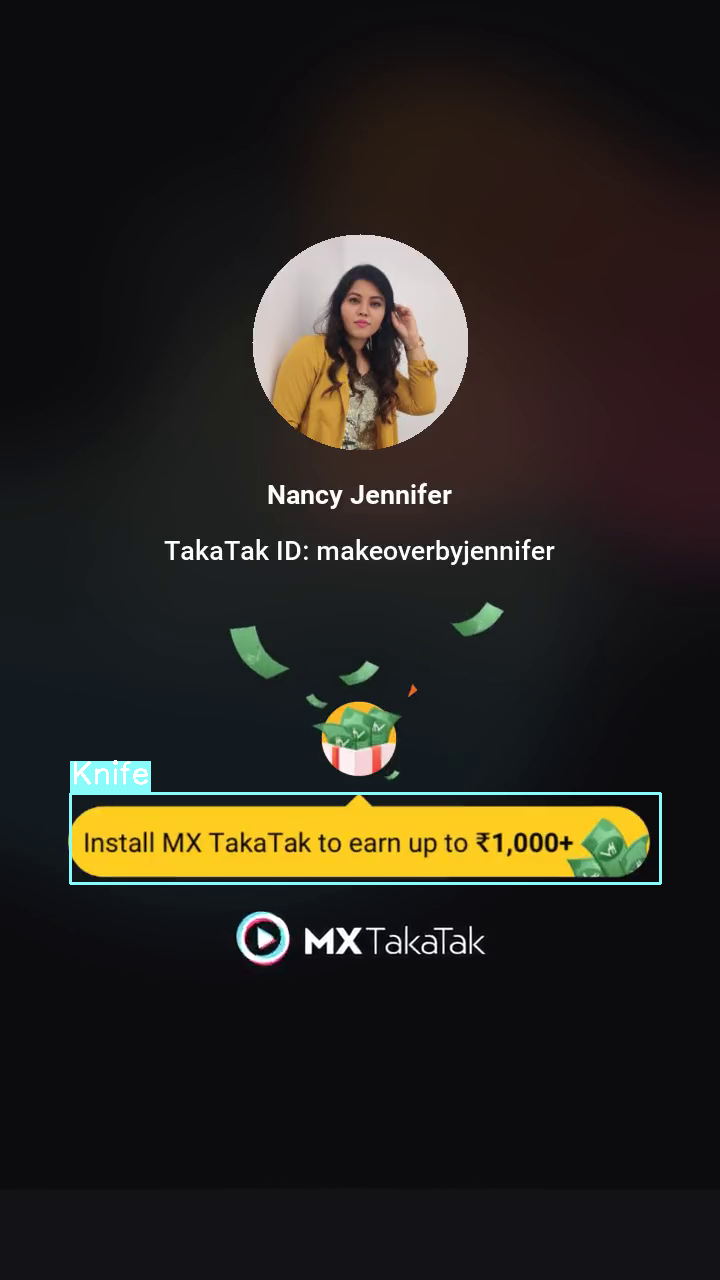 Nancy Jennifer
TakaTak ID: makeoverbyjennifer
Knife
Install MX TakaTak to earn up to ₹1,000+
MX TakaTak